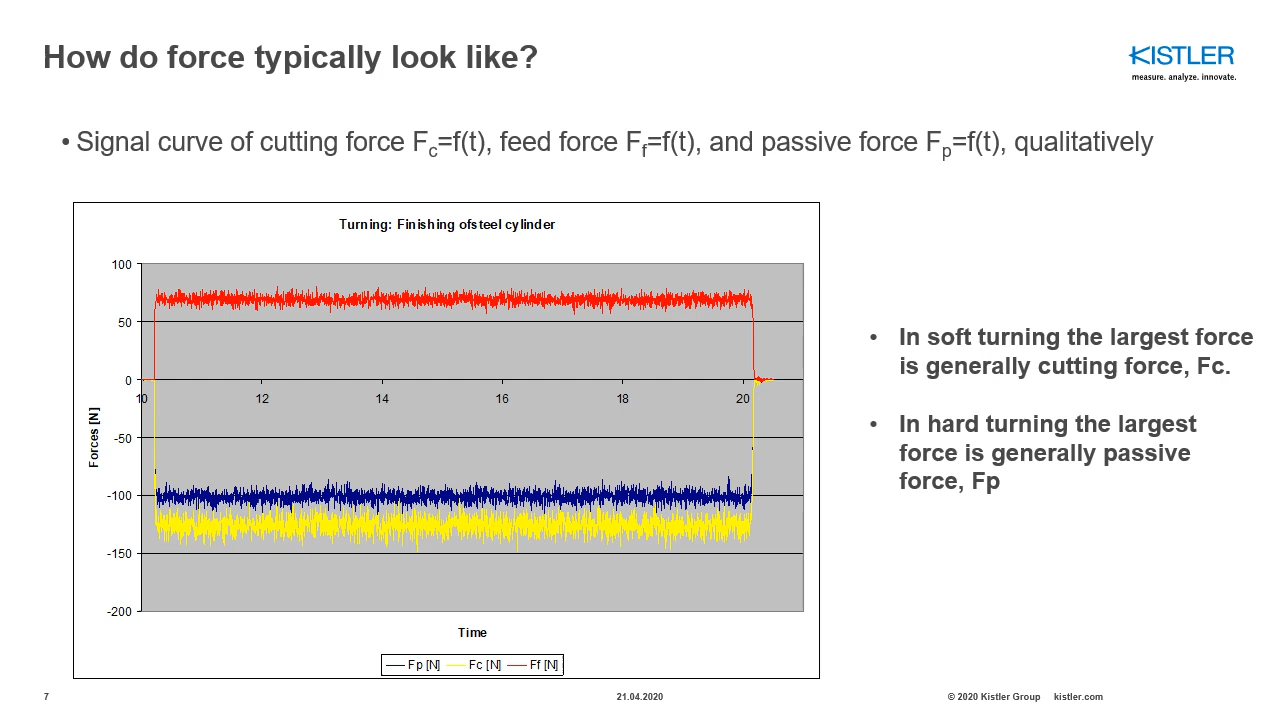 How do force typically look like?
KISTLER
measure. analyze. innovate.
• Signal curve of cutting force Fc=f(t), feed force Ff=f(t), and passive force Fp=f(t), qualitatively
Turning: Finishing ofsteel cylinder
100
50
0
-50
-100
-150
-200
10 12 14 16 18 20
Forces [N]
Time
Fp [N] Fc [N] Ff [N]
• In soft turning the largest force
is generally cutting force, Fc.
• In hard turning the largest
force is generally passive
force, Fp
7 21.04.2020 © 2020 Kistler Group kistler.com